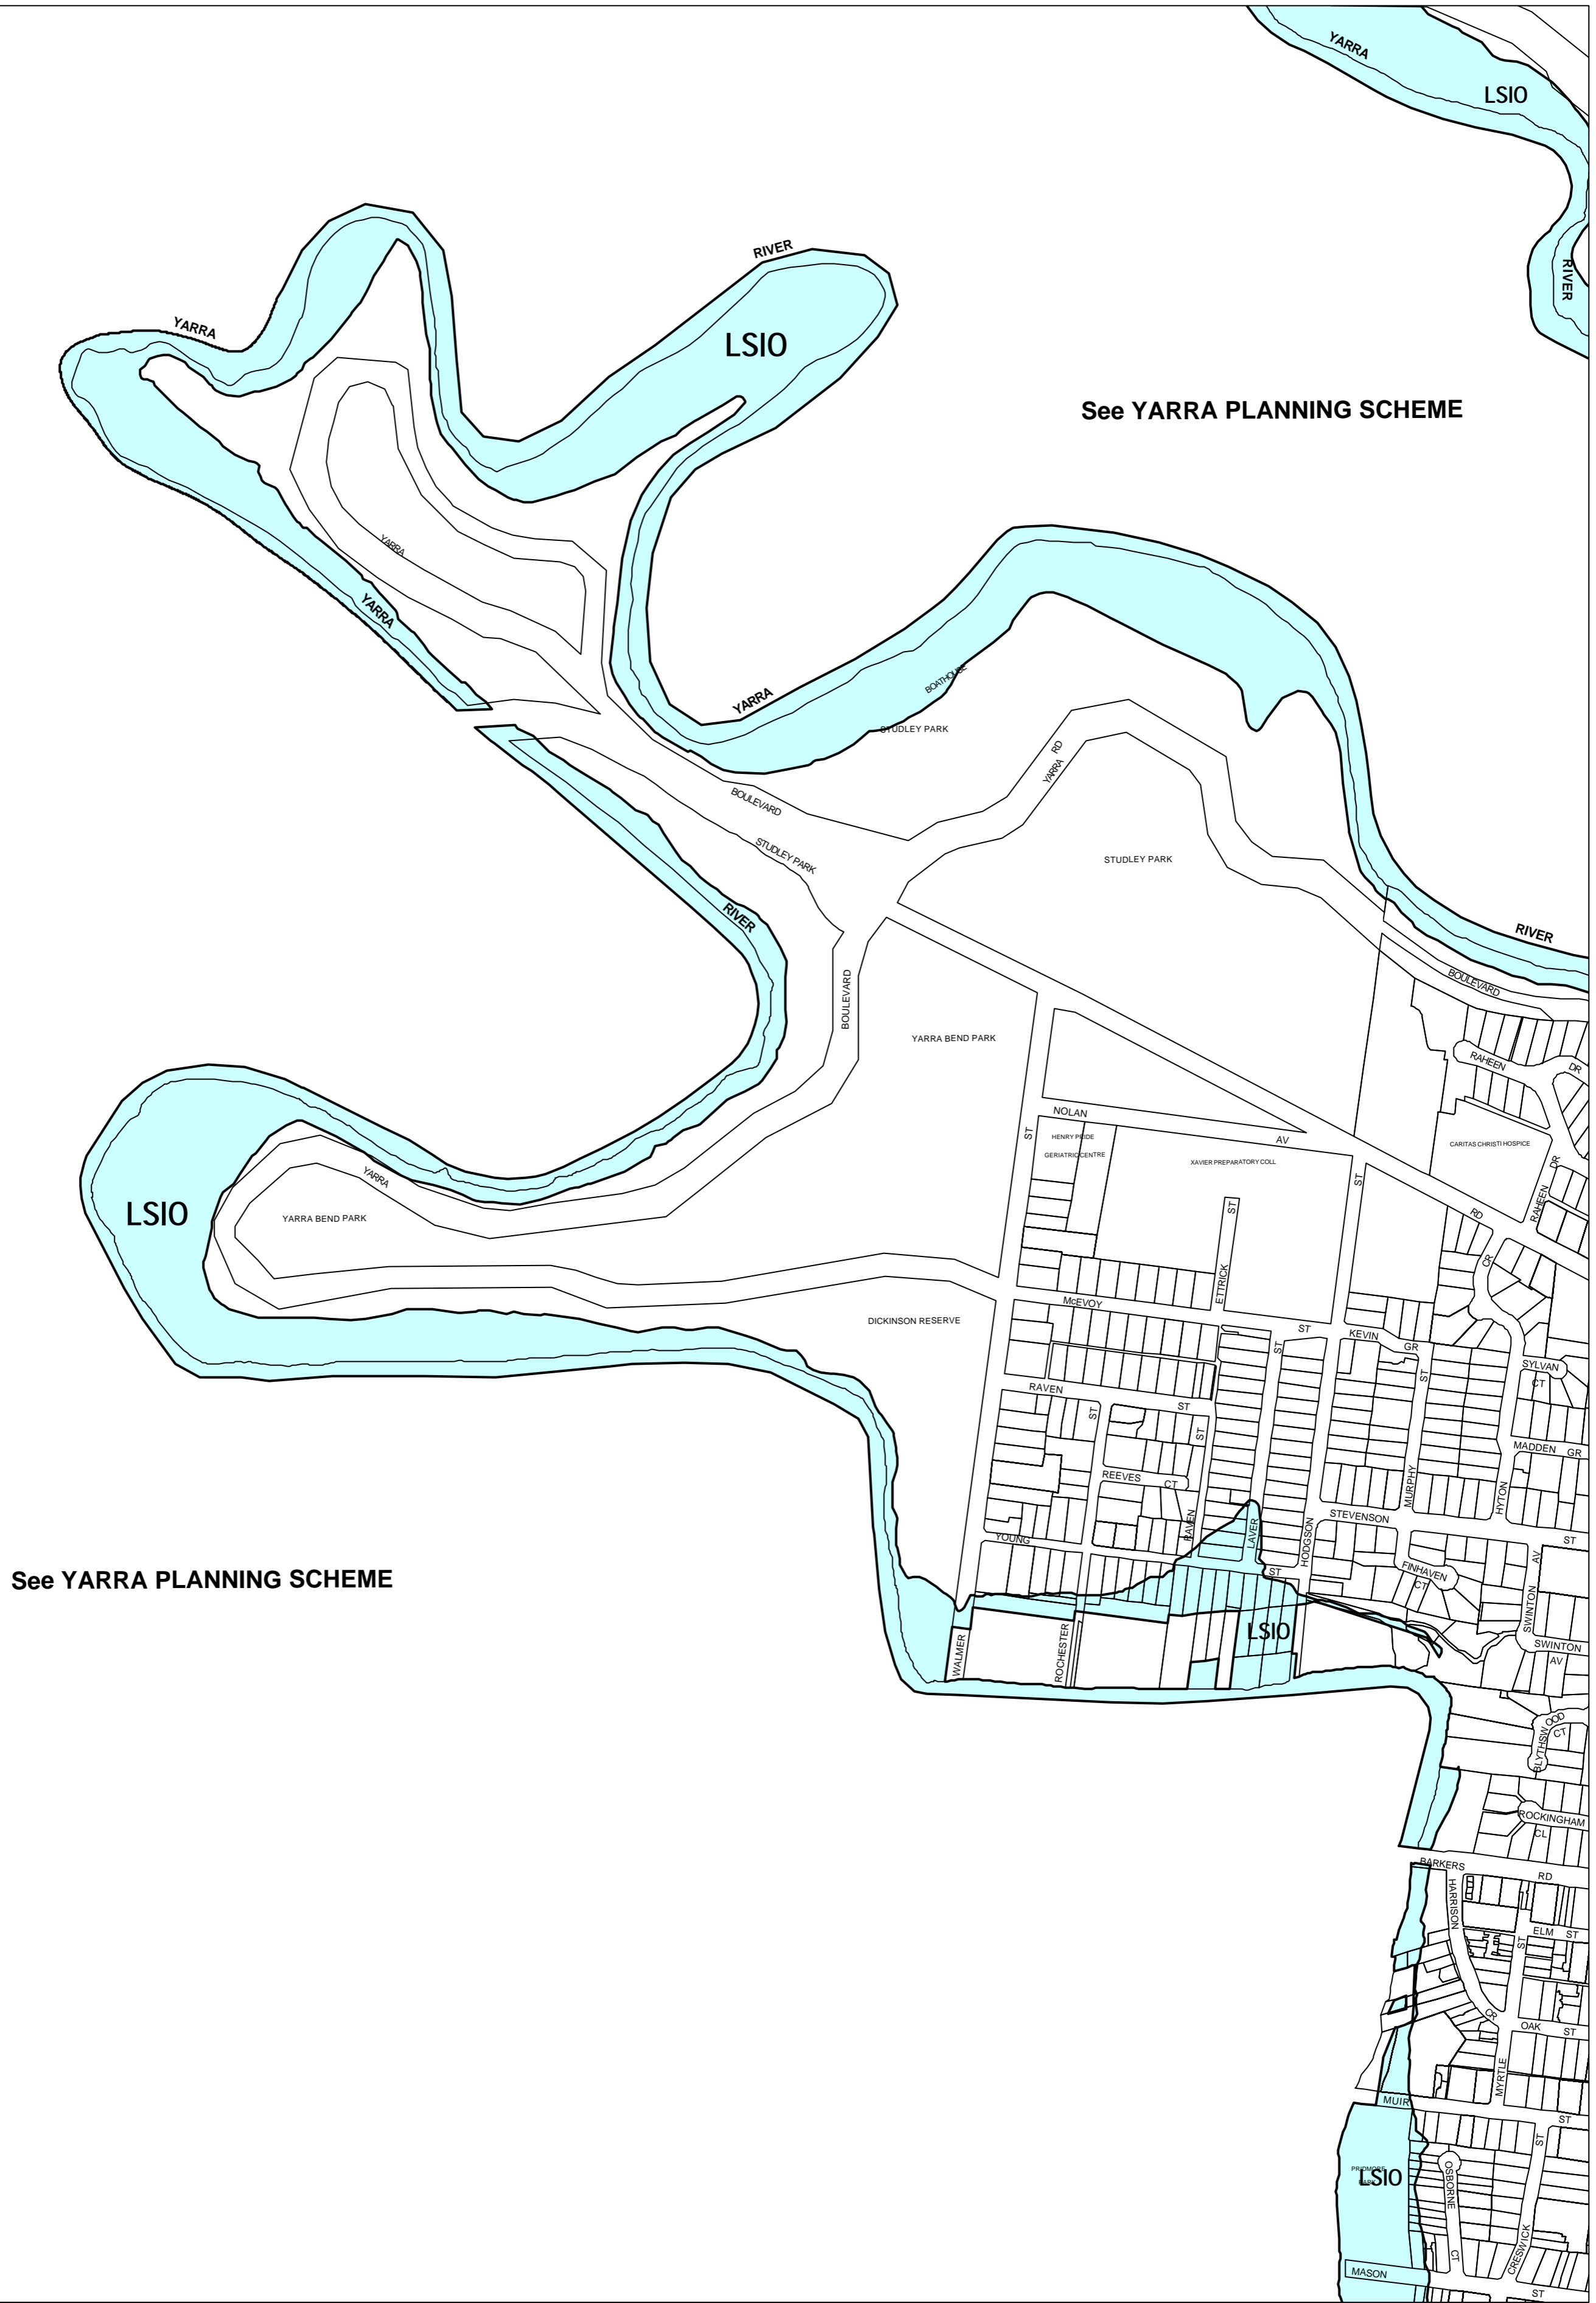 YARRA
LSIO
RIVER
RIVER
YARRA
LSIO
See YARRA PLANNING SCHEME
YARRA
YARRA
BOATHOUSE
YARRA
STUDLEY PARK
YARRA RD
BOULEVARD
STUDLEY PARK
STUDLEY PARK
RIVER
RIVER
BOULEVARD
BOULEVARD
YARRA BEND PARK
RAHEEN
DR
NOLAN
AV
ST
HENRY PRIDE
GERIATRIC CENTRE
XAVIER PREPARATORY COLL
CARITAS CHRISTI HOSPICE
YARRA
LSIO
YARRA BEND PARK
ST
ST
RAHEEN DR
RD
CR
ETTRICK
McEVOY
ST
DICKINSON RESERVE
KEVIN
GR
ST
ST
SYLVAN
CT
RAVEN
ST
ST
ST
MADDEN GR
REEVES
CT
MURPHY
HYTON
STEVENSON
ST
YOUNG
RAVEN
LAVER
HODGSON
ST
FINHAVEN
CT
AV
SWINTON
See YARRA PLANNING SCHEME
WALMER
ROCHESTER
LSIO
SWINTON
AV
BLYTHSWOOD
CT
ROCKINGHAM
CL
BARKERS
RD
HARRISON
ELM ST
ST
CR
OAK ST
MYRTLE
MUIR
ST
ST
PRIDMORE
PARK
LSIO
OSBORNE
CT
CRESWICK
MASON
ST